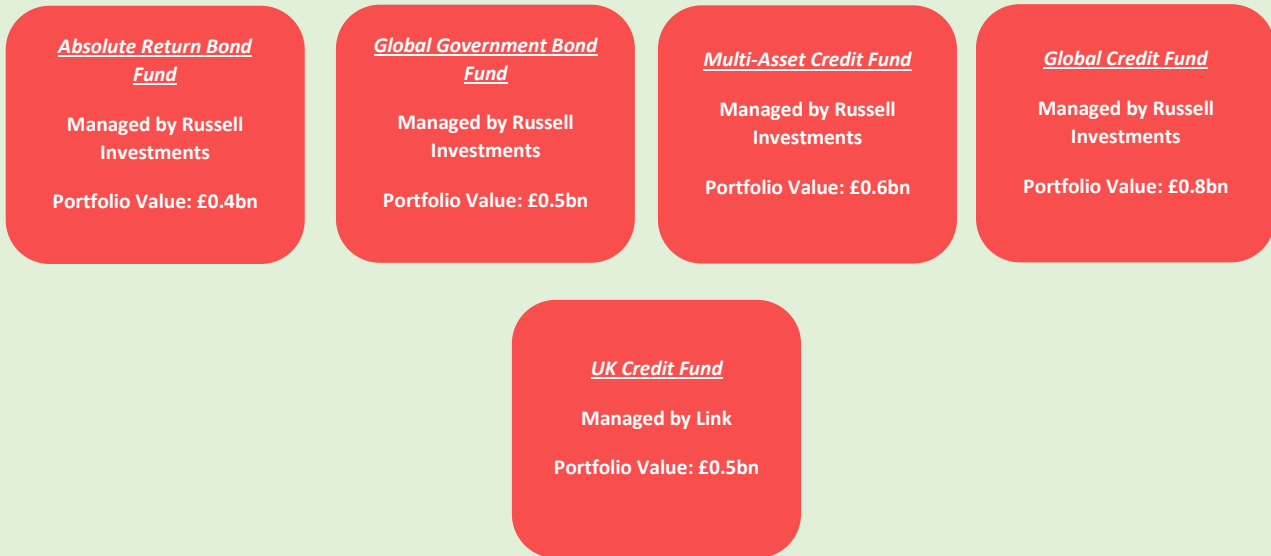 Absolute Return Bond
Fund
Managed by Russell
Investments
Portfolio Value: £0.4bn
Global Government Bond
Fund
Managed by Russell
Investments
Portfolio Value: £0.5bn
Multi-Asset Credit Fund
Managed by Russell
Investments
Portfolio Value: £0.6bn
Global Credit Fund
Managed by Russell
Investments
Portfolio Value: £0.8bn
UK Credit Fund
Managed by Link
Portfolio Value: £0.5bn